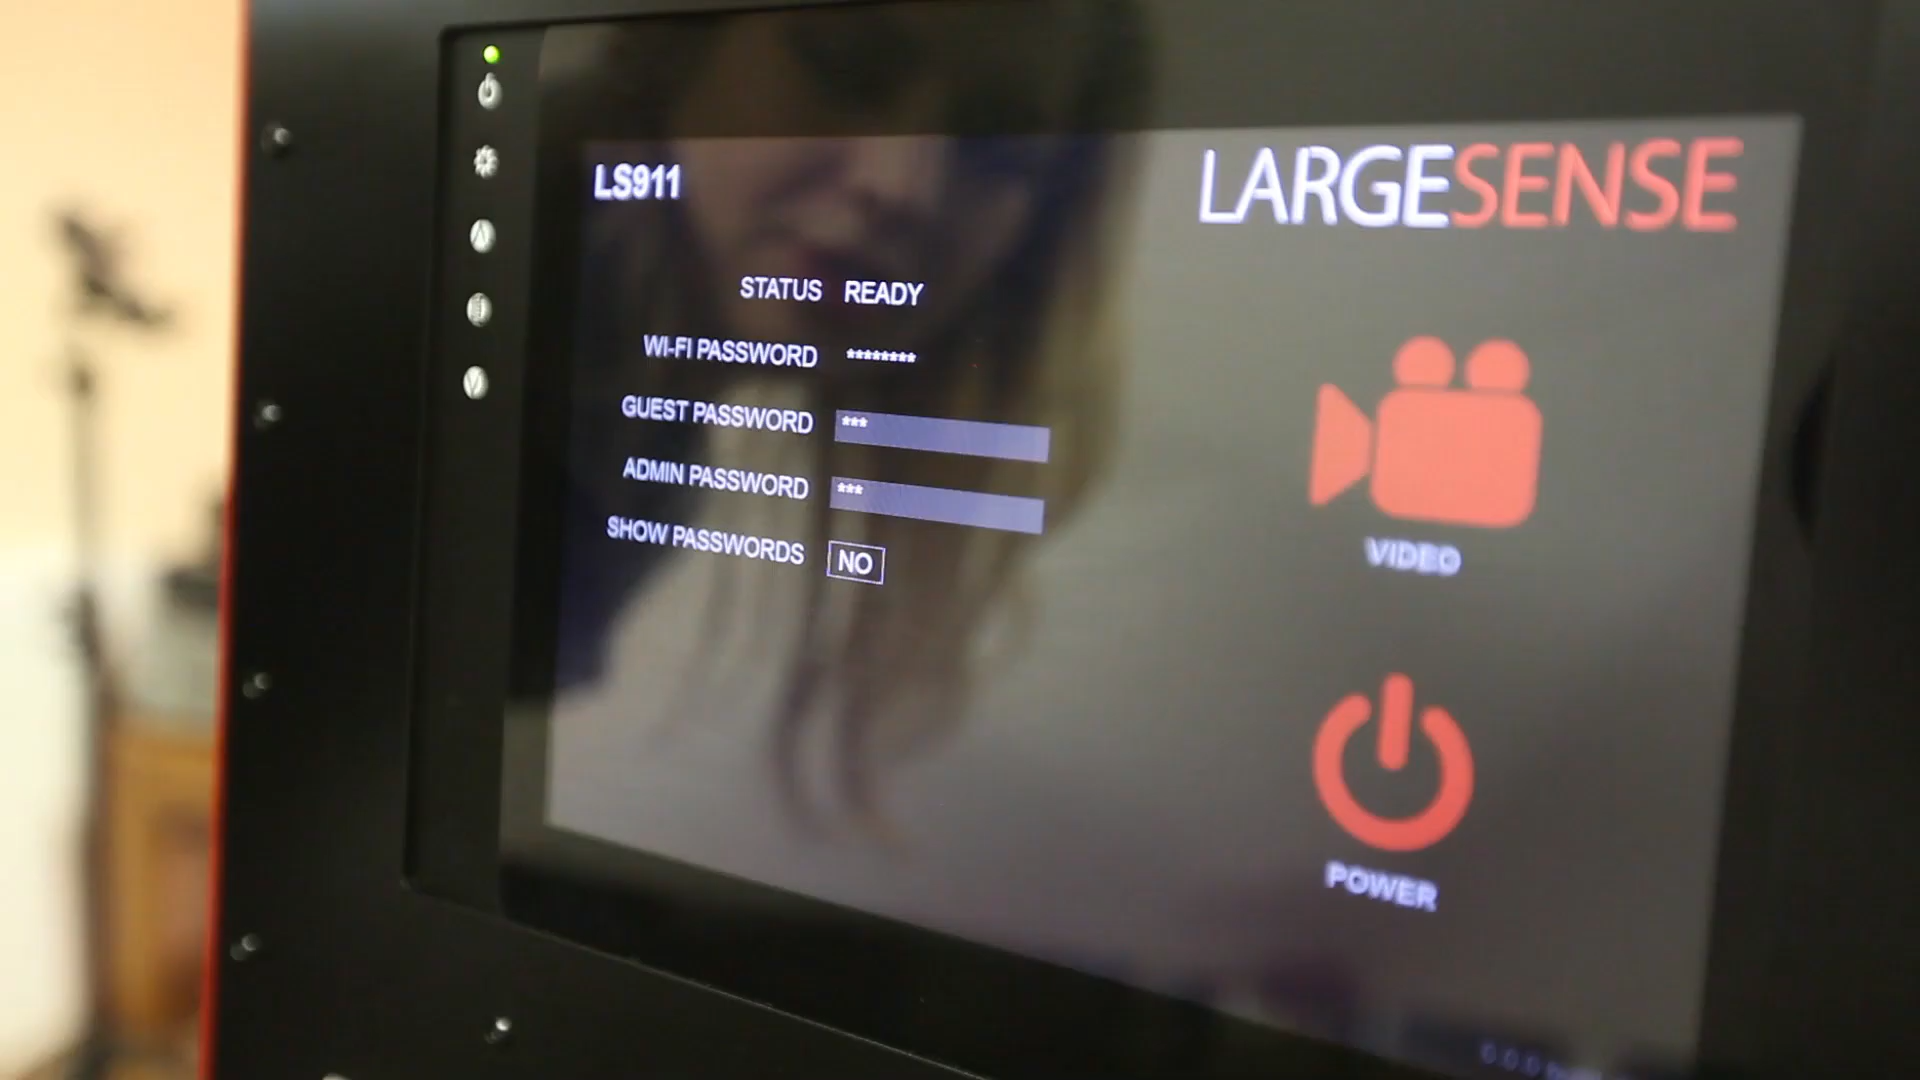 LS911
LARGESENSE
STATUS READY
WI-FI PASSWORD ********
GUEST PASSWORD ***
ADMIN PASSWORD ***
SHOW PASSWORDS NO
VIDEO
POWER